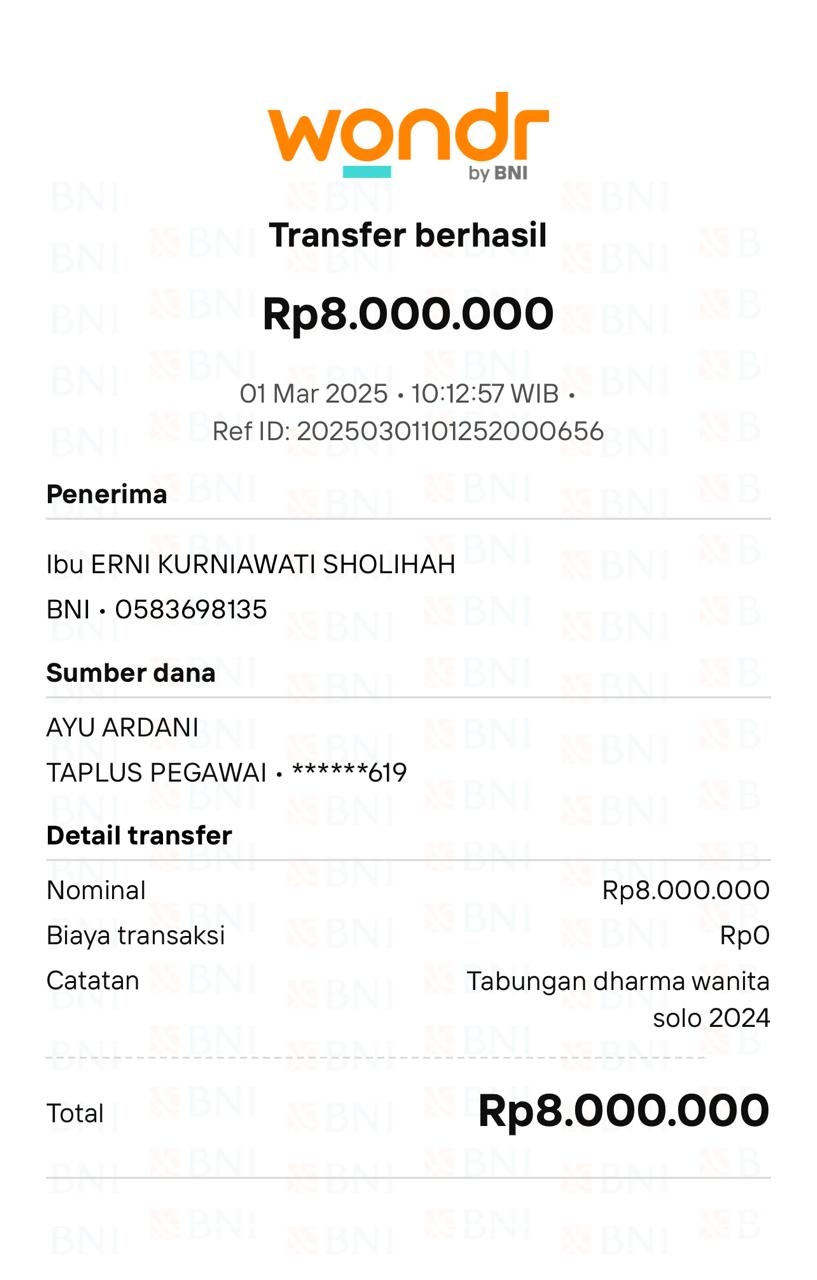 wondr
by BNI
Transfer berhasil
Rp8.000.000
01 Mar 2025 • 10:12:57 WIB •
Ref ID: 20250301101252000656
Penerima
Ibu ERNI KURNIAWATI SHOLIHAH
BNI • 0583698135
Sumber dana
AYU ARDANI
TAPLUS PEGAWAI • ******619
Detail transfer
Nominal Rp8.000.000
Biaya transaksi Rp0
Catatan Tabungan dharma wanita
solo 2024
Total Rp8.000.000